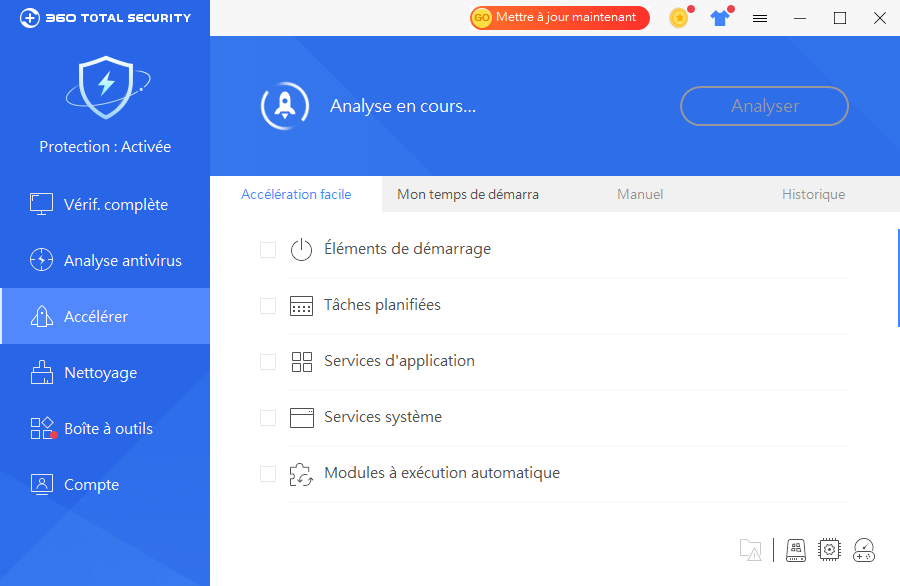 360 TOTAL SECURITY
GO Mettre à jour maintenant
Protection : Activée
Vérif. complète
Analyse antivirus
Accélérer
Nettoyage
Boîte à outils
Compte
Analyse en cours...
Analyser
Accélération facile
Mon temps de démarra
Manuel
Historique
Éléments de démarrage
Tâches planifiées
Services d'application
Services système
Modules à exécution automatique